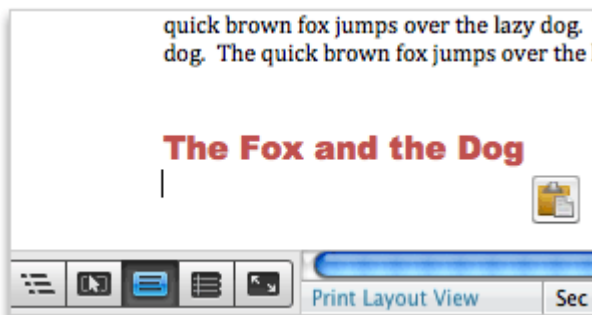 quick brown fox jumps over the lazy dog.
dog.  The quick brown fox jumps over the
The Fox and the Dog
Print Layout View
Sec